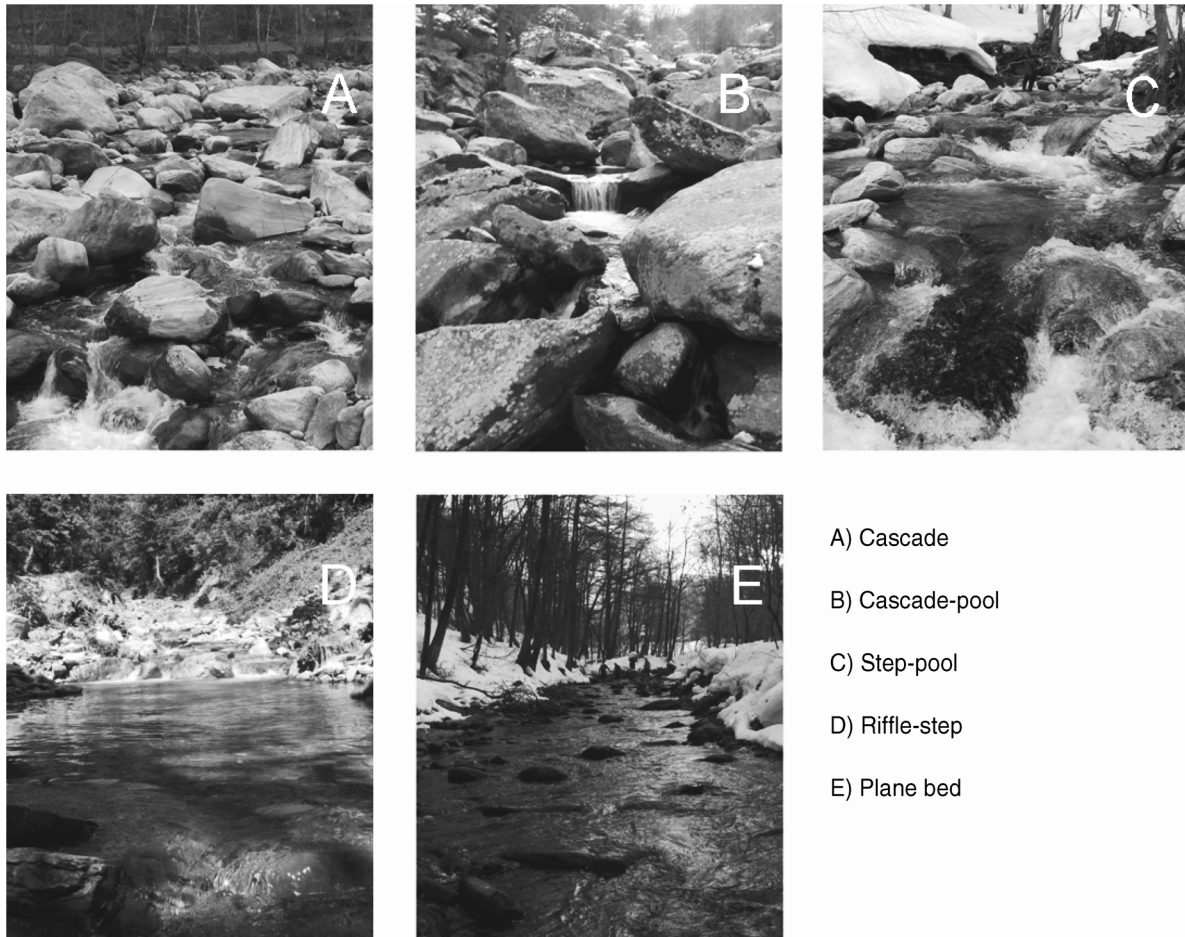 A
B
C
D
E
A) Cascade
B) Cascade-pool
C) Step-pool
D) Riffle-step
E) Plane bed